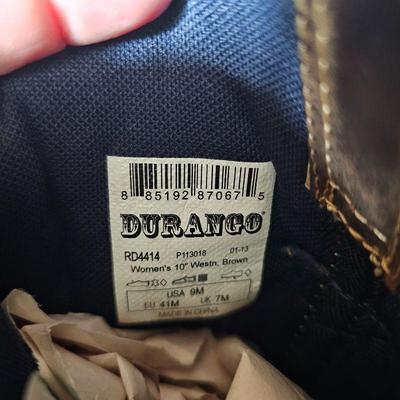 8 85192 87067 5
DURANGO
RD4414 P113018 01-13
Women's 10" Westn, Brown
USA 9M
EU 41M UK 7M
MADE IN CHINA